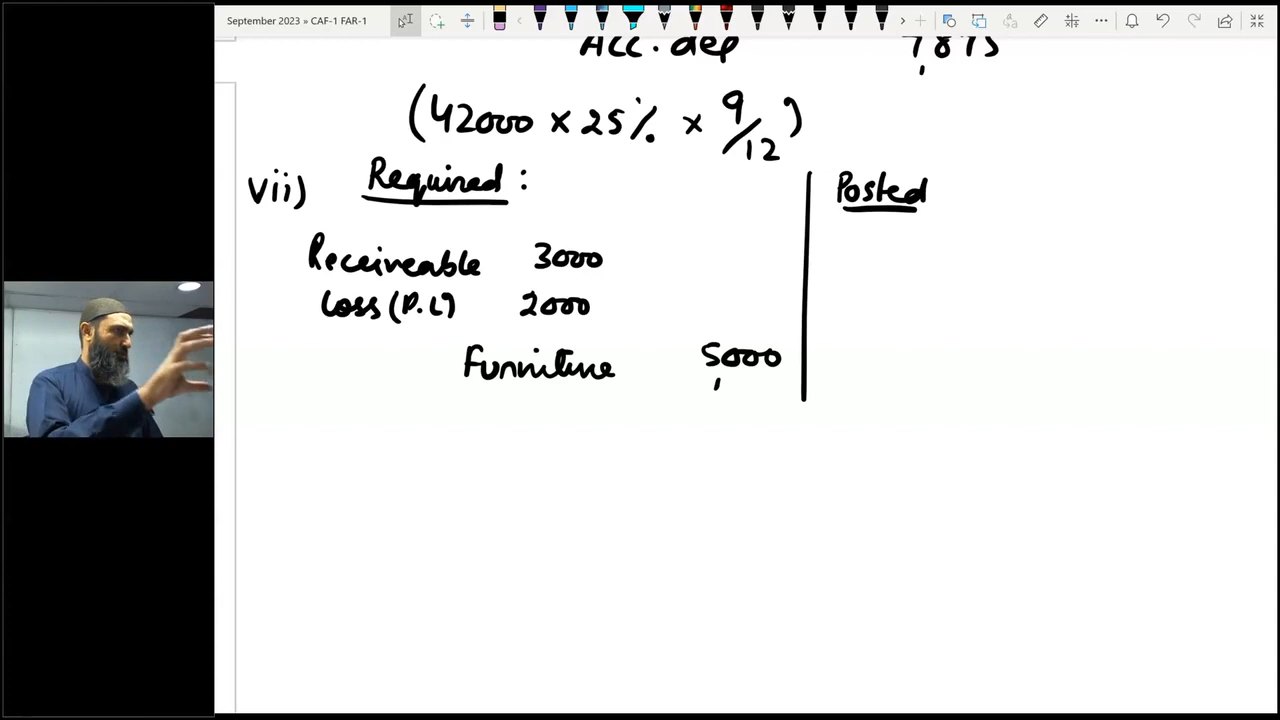 September 2023 » CAF-1 FAR-1
Acc. dep 7875
(42000 x 25% x 9/12)
vii) Required: Posted
Receiveable 3000
Loss (P.L) 2000
Furniture 5000